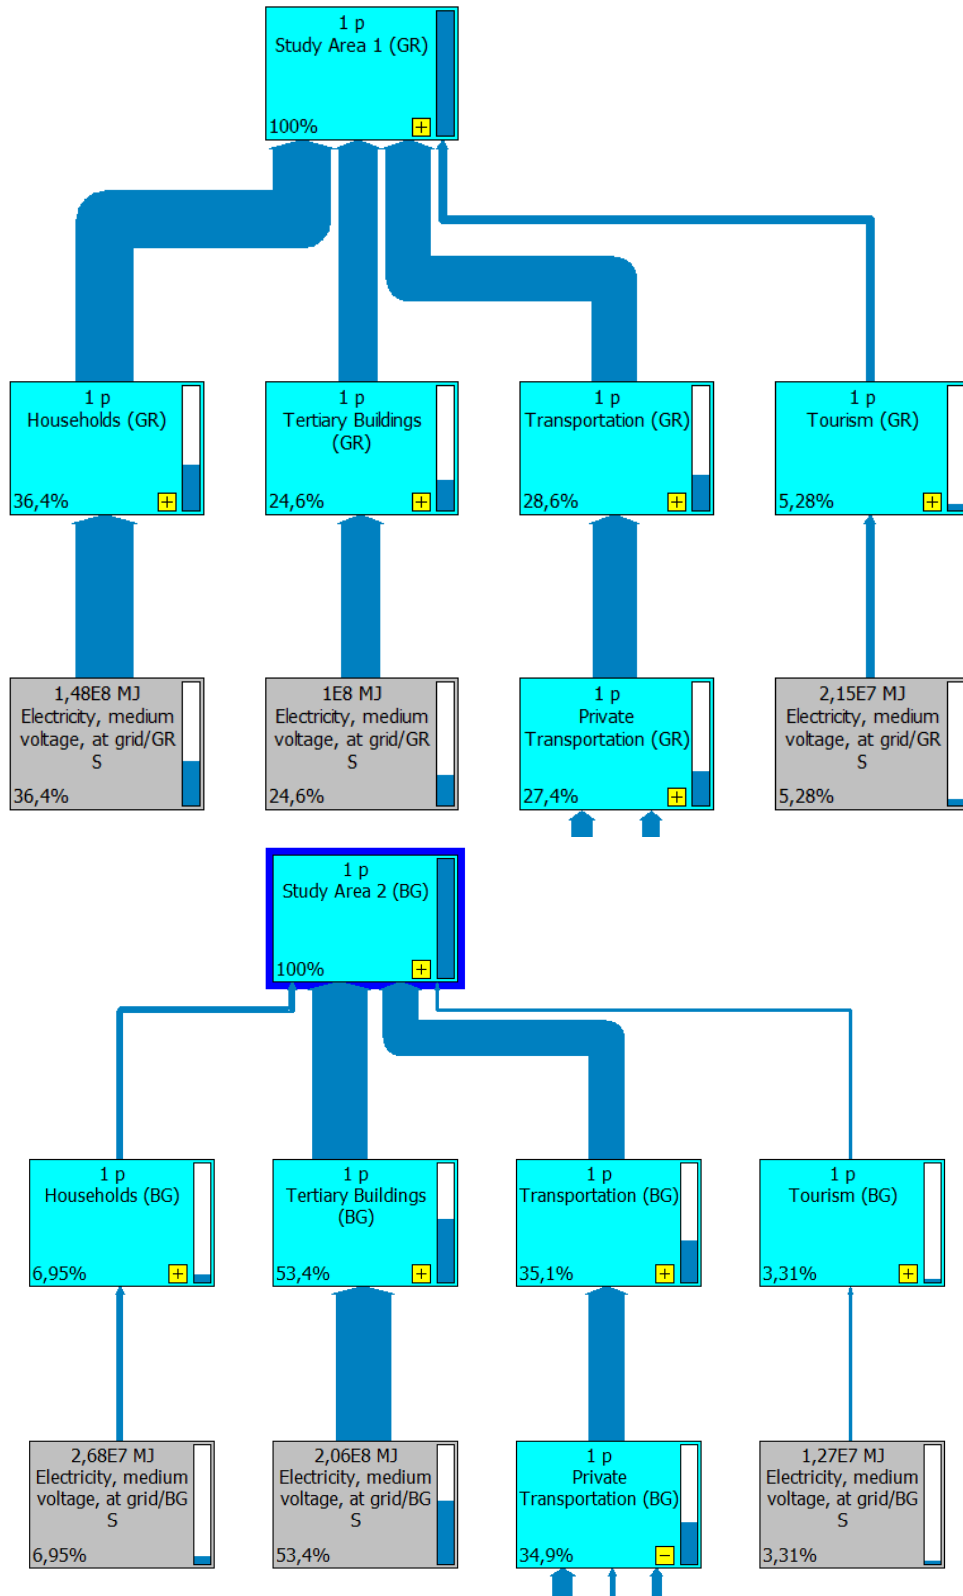 1 p
Study Area 1 (GR)
100%
+
1 p
Households (GR)
36,4%
+
1 p
Tertiary Buildings
(GR)
24,6%
+
1 p
Transportation (GR)
28,6%
+
1 p
Tourism (GR)
5,28%
+
1,48E8 MJ
Electricity, medium
voltage, at grid/GR
S
36,4%
1E8 MJ
Electricity, medium
voltage, at grid/GR
S
24,6%
1 p
Private
Transportation (GR)
27,4%
+
2,15E7 MJ
Electricity, medium
voltage, at grid/GR
S
5,28%
1 p
Study Area 2 (BG)
100%
+
1 p
Households (BG)
6,95%
+
1 p
Tertiary Buildings
(BG)
53,4%
+
1 p
Transportation (BG)
35,1%
+
1 p
Tourism (BG)
3,31%
+
2,68E7 MJ
Electricity, medium
voltage, at grid/BG
S
6,95%
2,06E8 MJ
Electricity, medium
voltage, at grid/BG
S
53,4%
1 p
Private
Transportation (BG)
34,9%
−
1,27E7 MJ
Electricity, medium
voltage, at grid/BG
S
3,31%